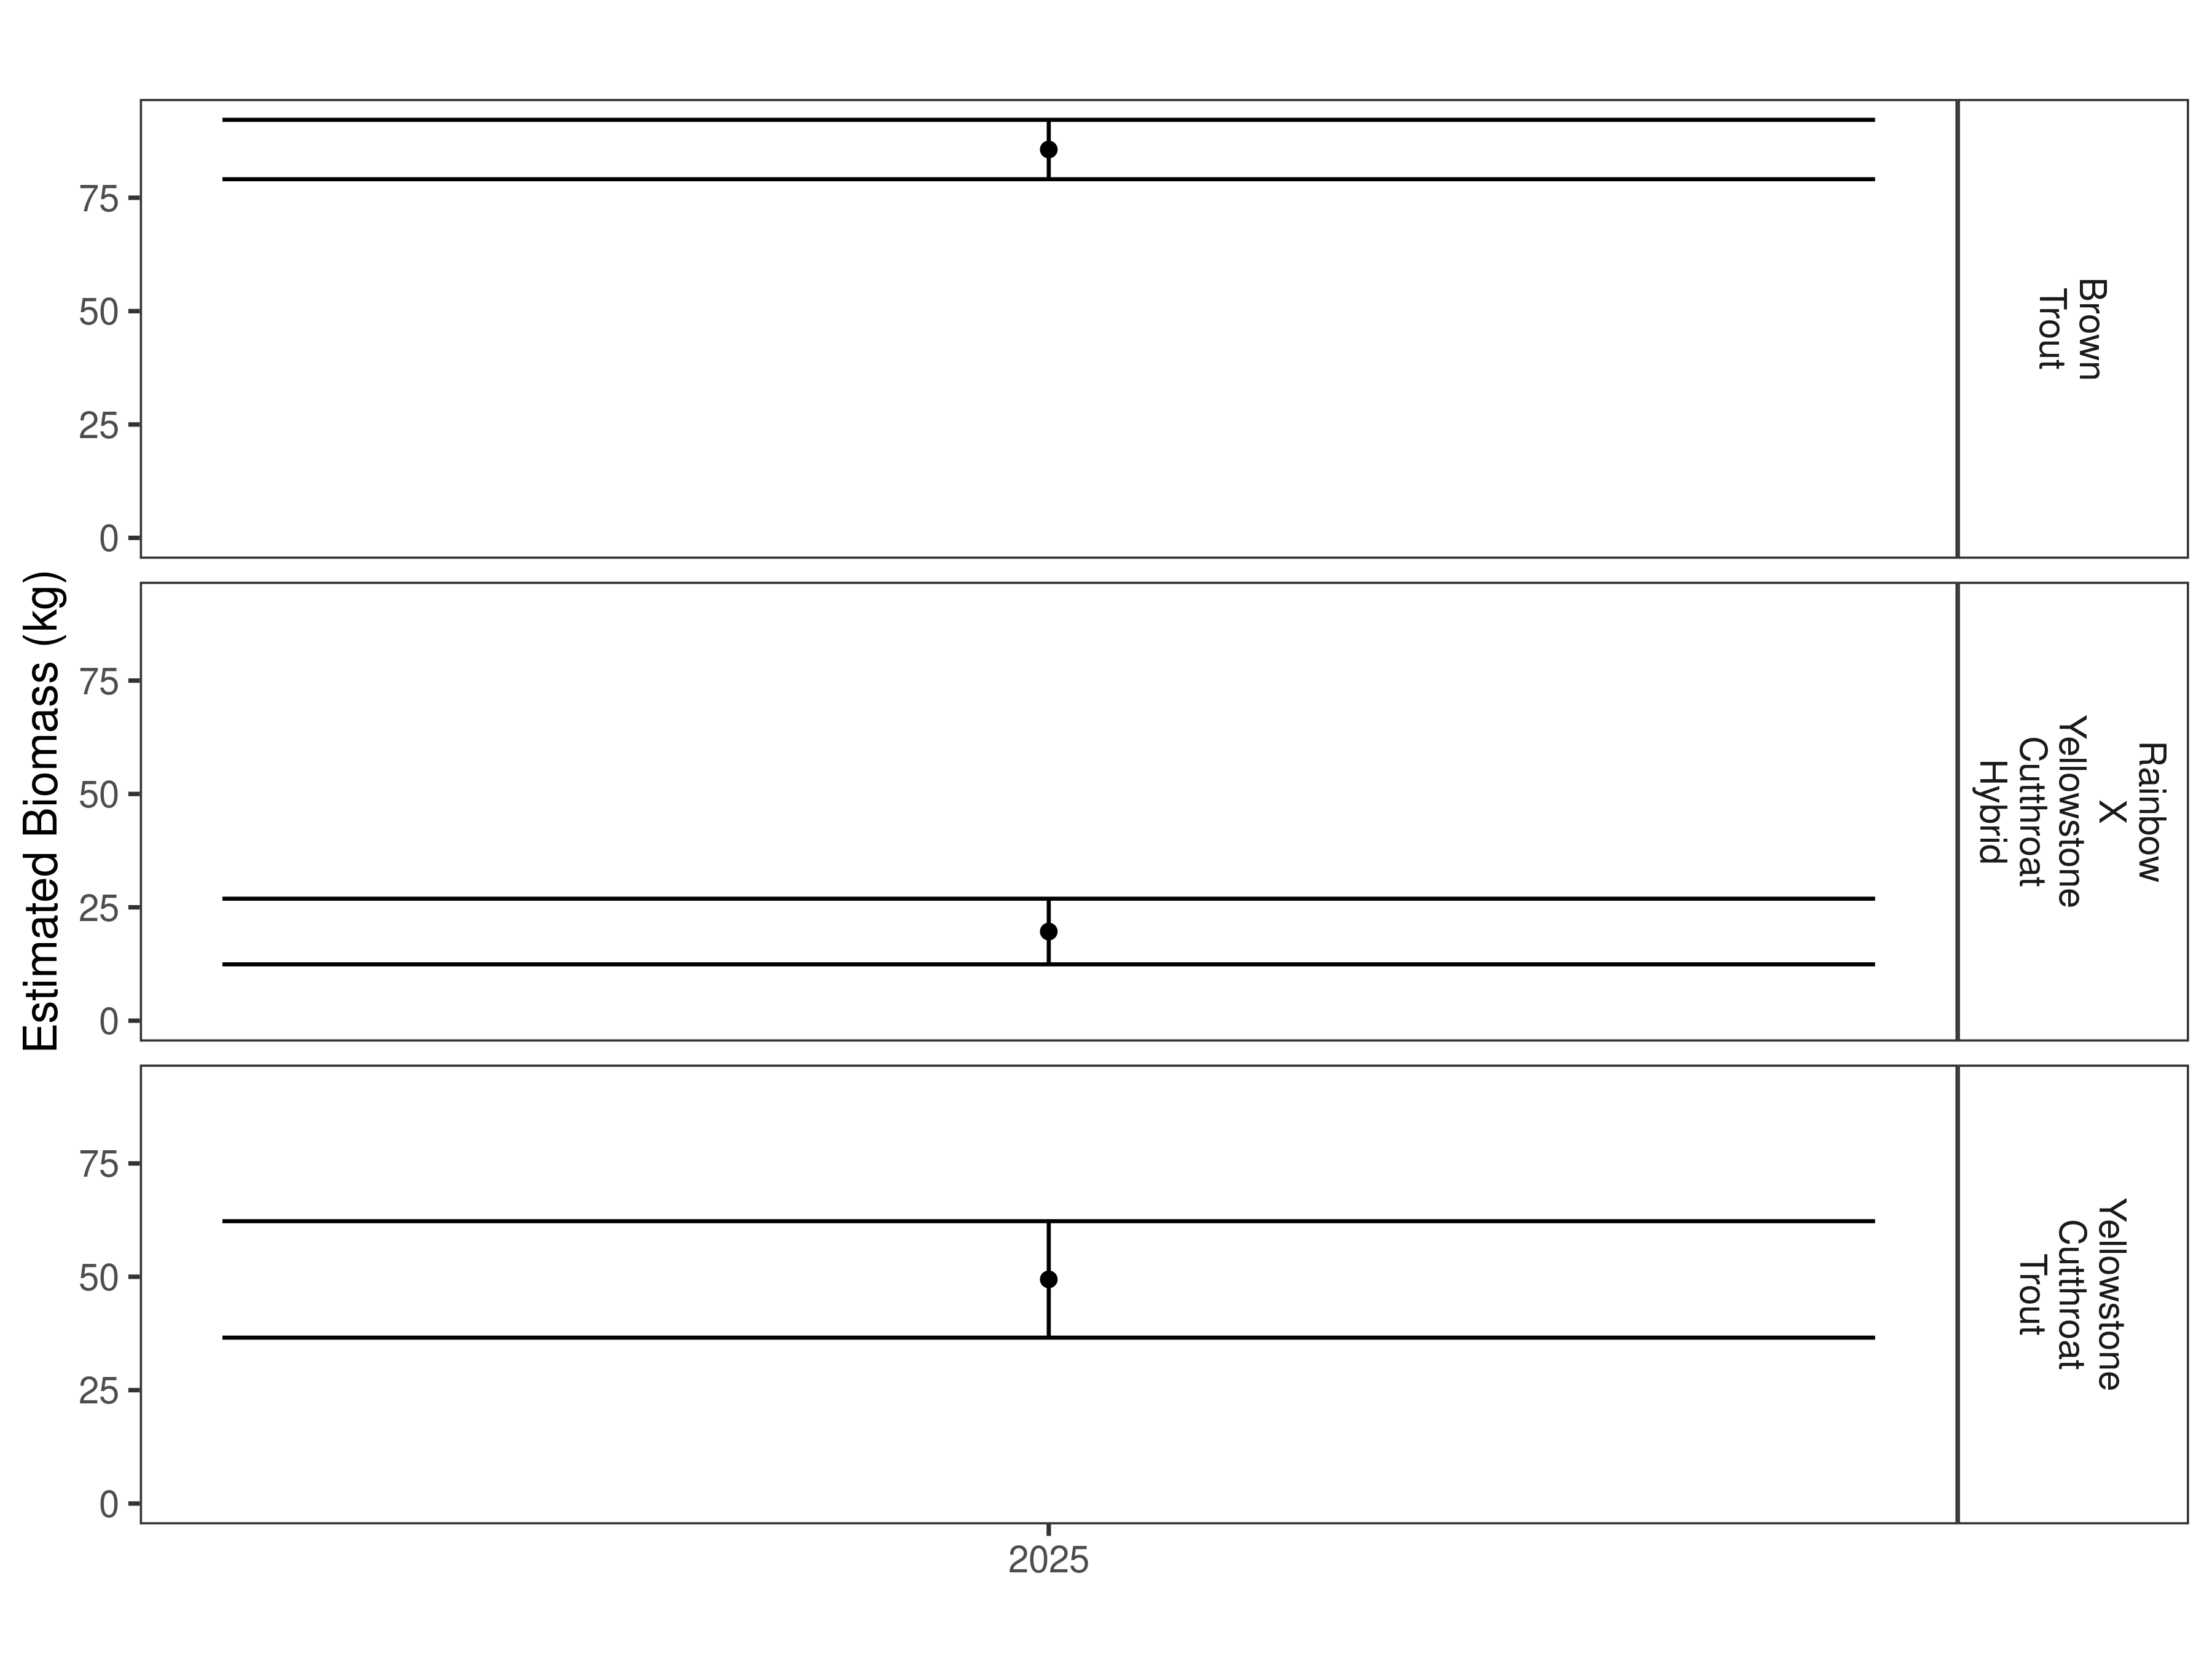 Estimated Biomass (kg)
75
50
25
0
Brown
Trout
75
50
25
0
Rainbow
X
Yellowstone
Cutthroat
Hybrid
75
50
25
0
Yellowstone
Cutthroat
Trout
2025